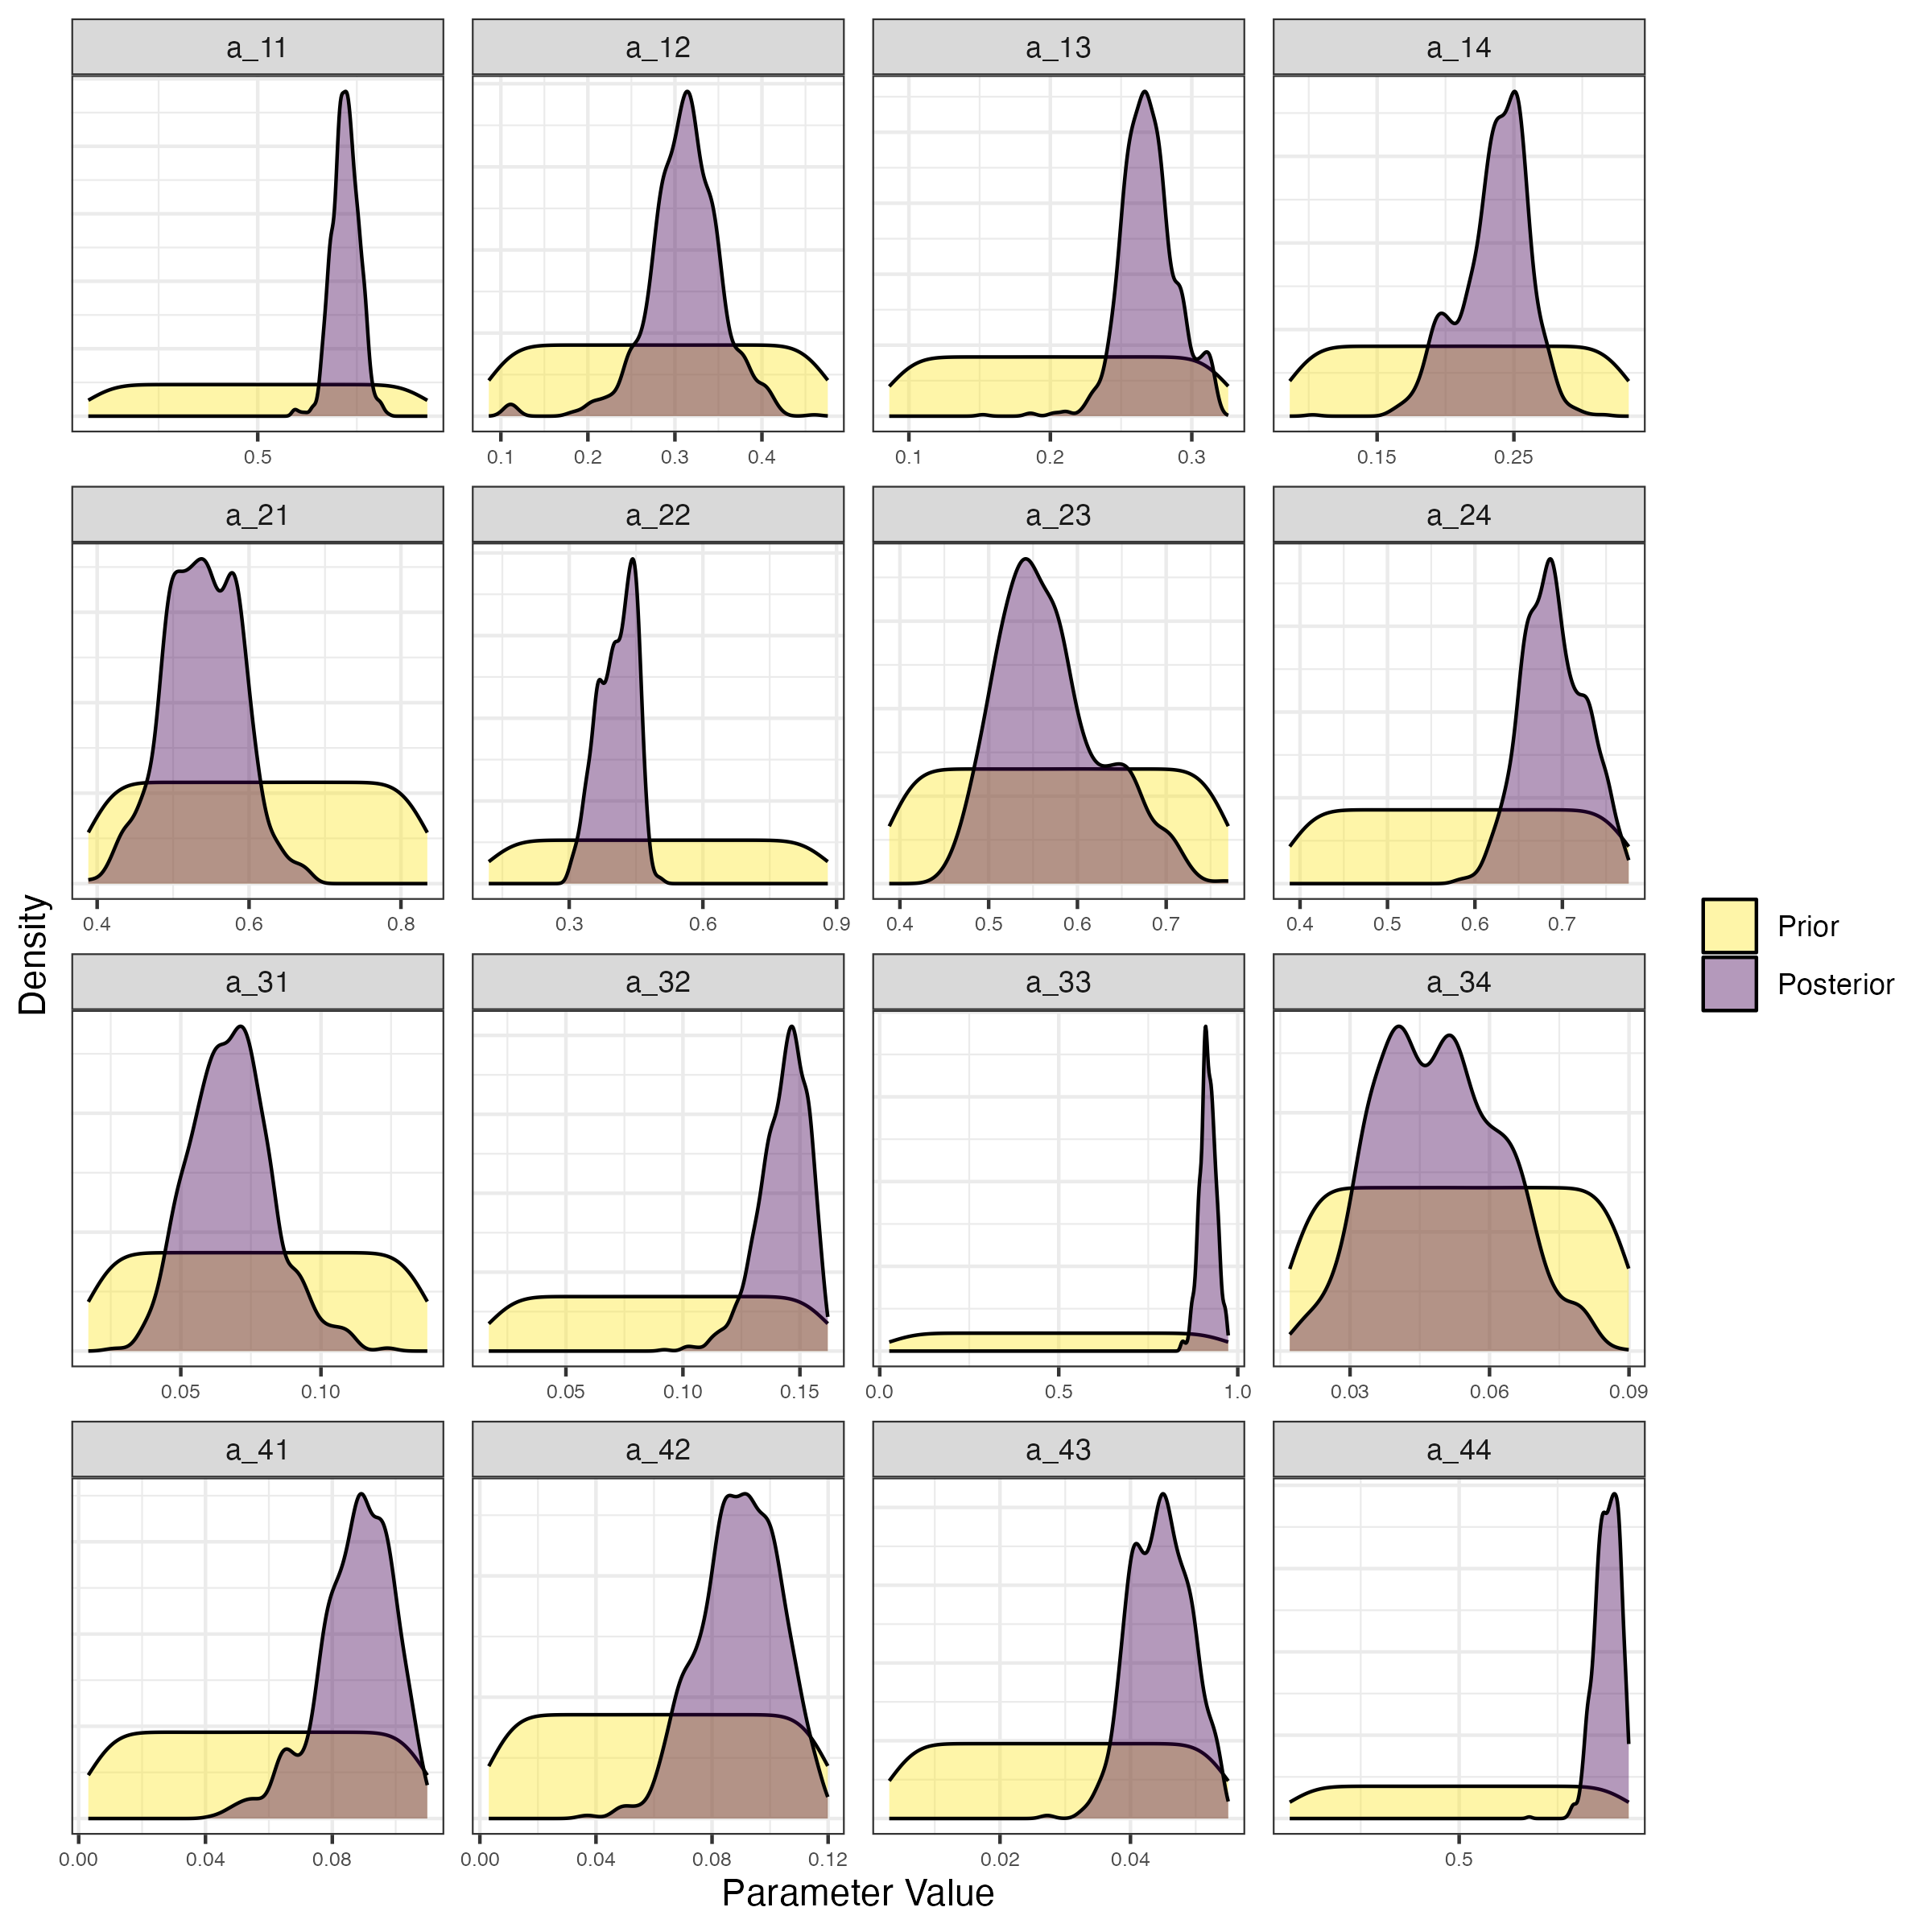 a_11 a_12 a_13 a_14
0.5 0.1 0.2 0.3 0.4 0.1 0.2 0.3 0.15 0.25
a_21 a_22 a_23 a_24
0.4 0.6 0.8 0.3 0.6 0.9 0.4 0.5 0.6 0.7 0.4 0.5 0.6 0.7
Density
Prior
Posterior
a_31 a_32 a_33 a_34
0.05 0.10 0.05 0.10 0.15 0.0 0.5 1.0 0.03 0.06 0.09
a_41 a_42 a_43 a_44
0.00 0.04 0.08 0.00 0.04 0.08 0.12 0.02 0.04 0.5
Parameter Value